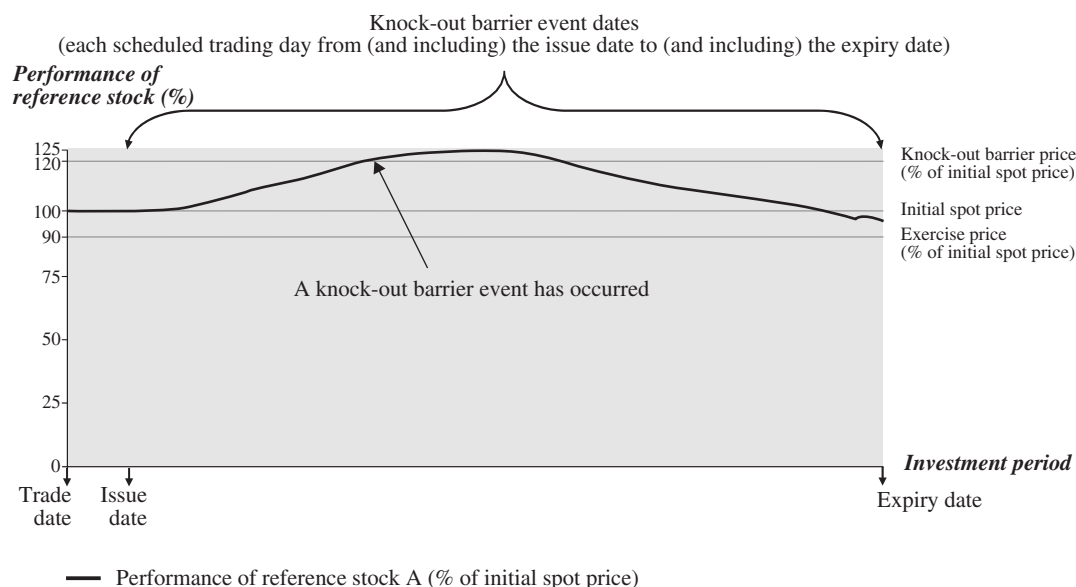 Knock-out barrier event dates
(each scheduled trading day from (and including) the issue date to (and including) the expiry date)
Performance of
reference stock (%)
125
120
100
90
75
50
25
0
Knock-out barrier price
(% of initial spot price)
Initial spot price
Exercise price
(% of initial spot price)
A knock-out barrier event has occurred
Investment period
Trade
date
Issue
date
Expiry date
Performance of reference stock A (% of initial spot price)